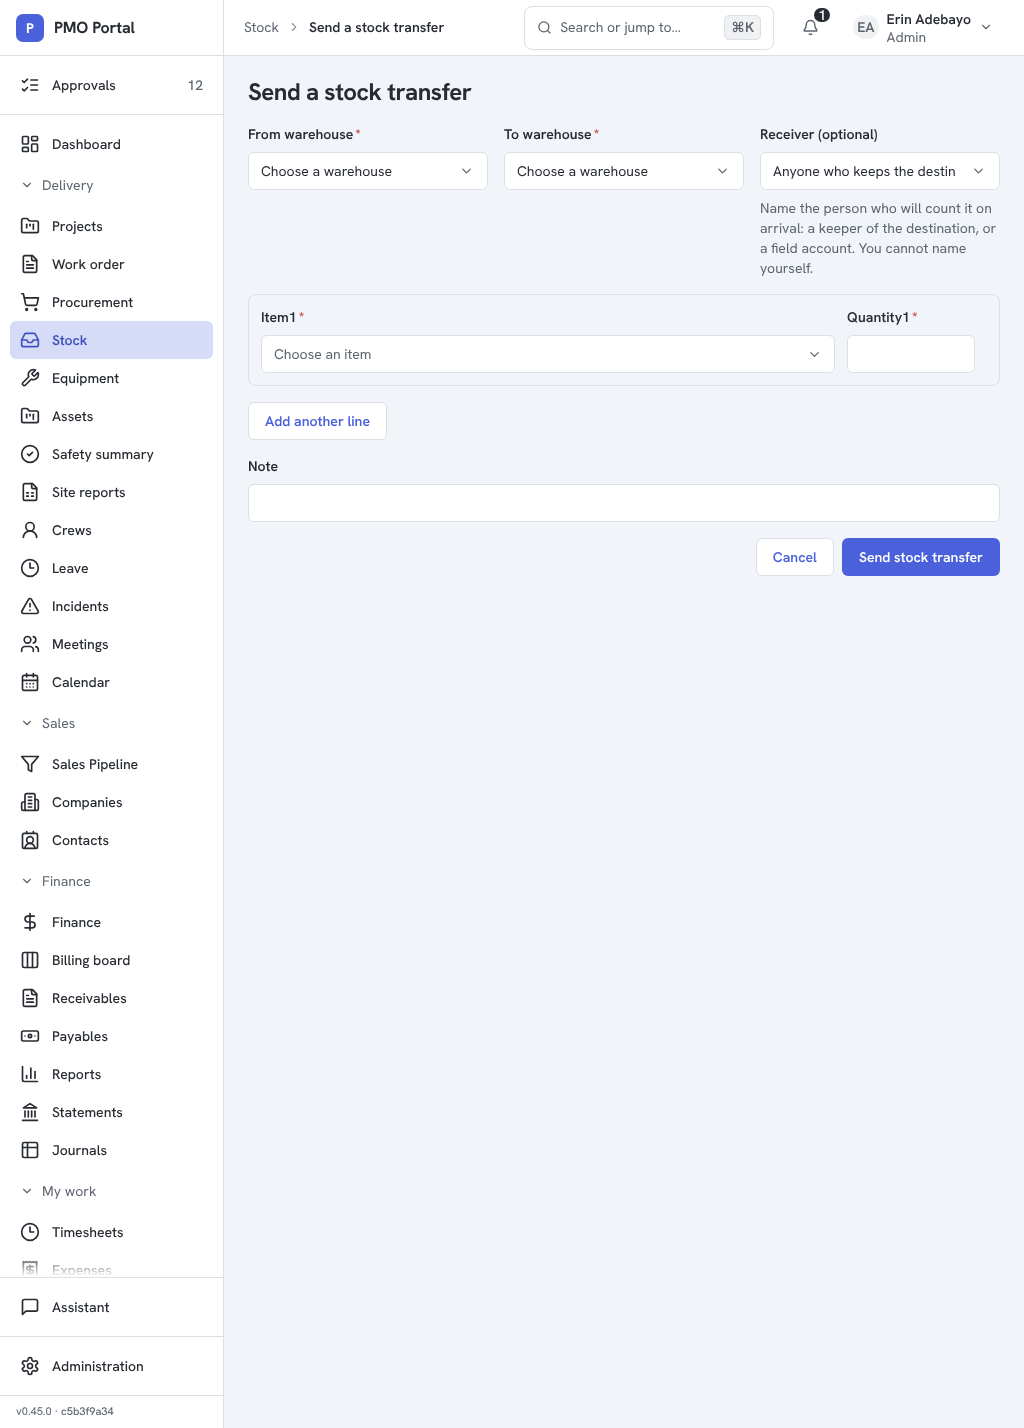 P PMO Portal
Stock > Send a stock transfer
Search or jump to...
⌘K
1
EA
Erin Adebayo
Admin
Approvals 12
Dashboard
Delivery
Projects
Work order
Procurement
Stock
Equipment
Assets
Safety summary
Site reports
Crews
Leave
Incidents
Meetings
Calendar
Sales
Sales Pipeline
Companies
Contacts
Finance
Finance
Billing board
Receivables
Payables
Reports
Statements
Journals
My work
Timesheets
Expenses
Assistant
Administration
v0.45.0 · c5b3f9a34
Send a stock transfer
From warehouse *
Choose a warehouse
To warehouse *
Choose a warehouse
Receiver (optional)
Anyone who keeps the destin
Name the person who will count it on
arrival: a keeper of the destination, or
a field account. You cannot name
yourself.
Item1 *
Choose an item
Quantity1 *
Add another line
Note
Cancel
Send stock transfer